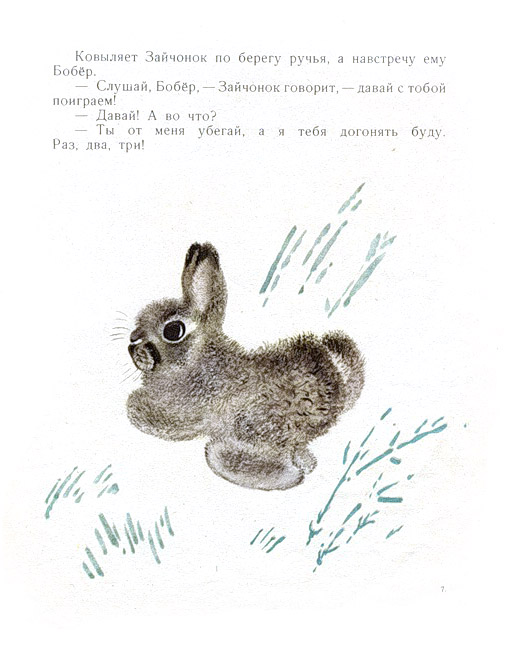 Ковыляет Зайчонок по берегу ручья, а навстречу ему
Бобёр.
— Слушай, Бобёр, — Зайчонок говорит, — давай с тобой
поиграем!
— Давай! А во что?
— Ты от меня убегай, а я тебя догонять буду.
Раз, два, три!
7